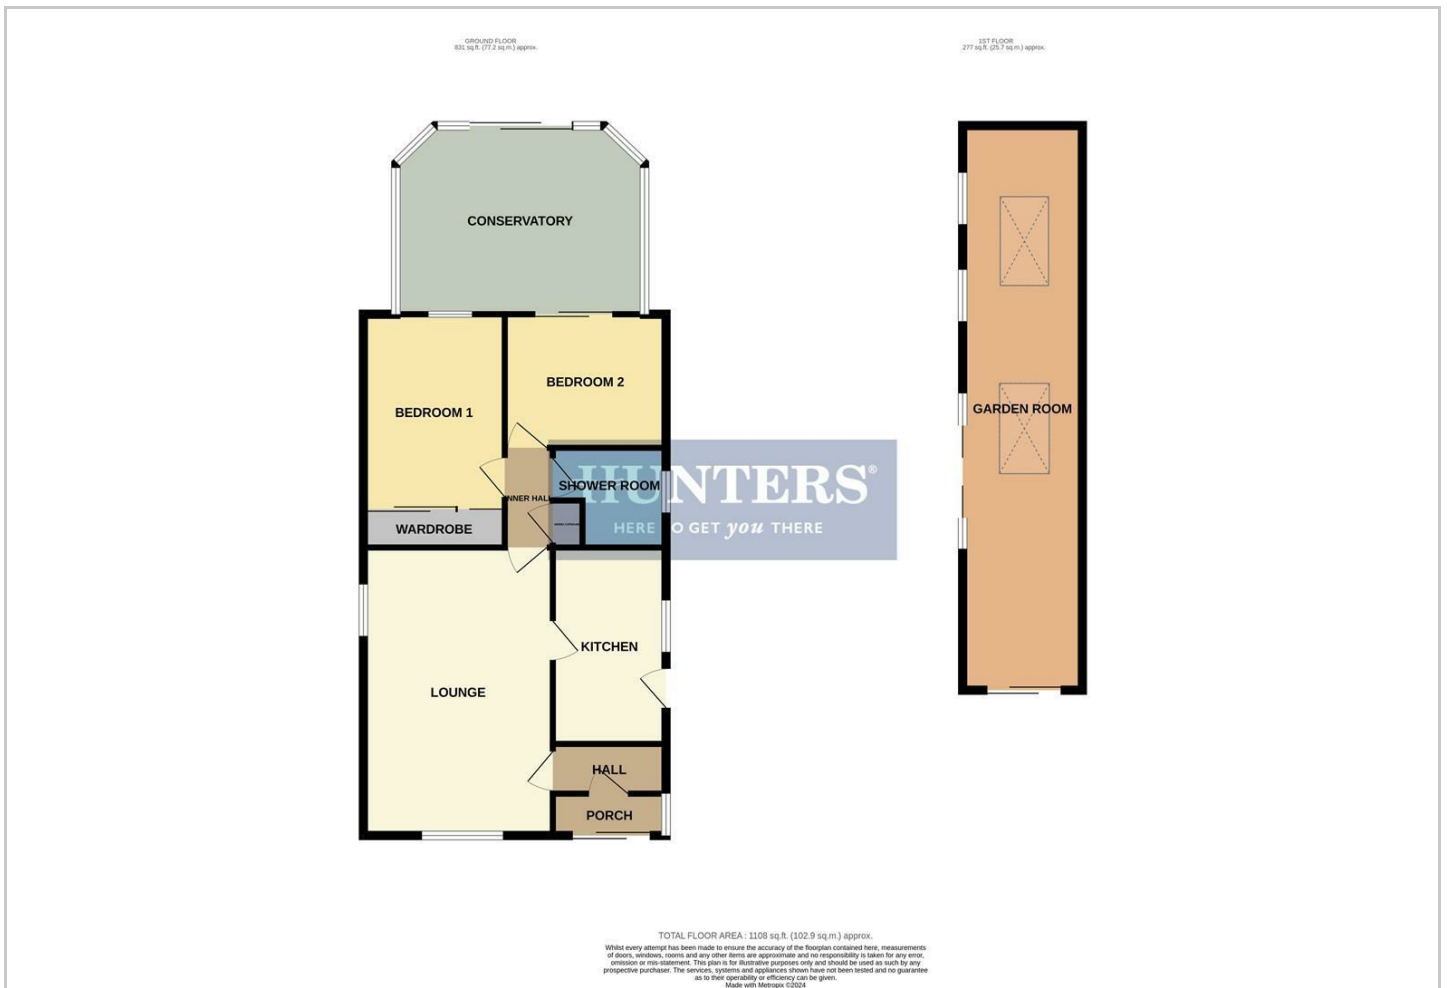 GROUND FLOOR
831 sq.ft. (77.2 sq.m.) approx.
1ST FLOOR
277 sq.ft. (25.7 sq.m.) approx.
CONSERVATORY
BEDROOM 2
BEDROOM 1
GARDEN ROOM
HUNTERS®
SHOWER ROOM
INNER HALL
WARDROBE
HERE TO GET you THERE
KITCHEN
LOUNGE
HALL
PORCH
TOTAL FLOOR AREA : 1108 sq.ft. (102.9 sq.m.) approx.
Whilst every attempt has been made to ensure the accuracy of the floorplan contained here, measurements
of doors, windows, rooms and any other items are approximate and no responsibility is taken for any error,
omission or mis-statement. This plan is for illustrative purposes only and should be used as such by any
prospective purchaser. The services, systems and appliances shown have not been tested and no guarantee
as to their operability or efficiency can be given.
Made with Metropix ©2024